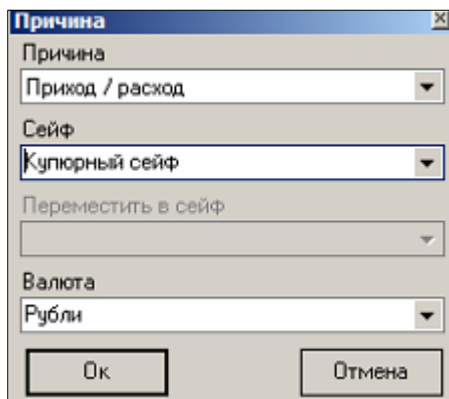 Причина
Причина
Приход / расход
Сейф
Купюрный сейф
Переместить в сейф
Валюта
Рубли
Ок
Отмена